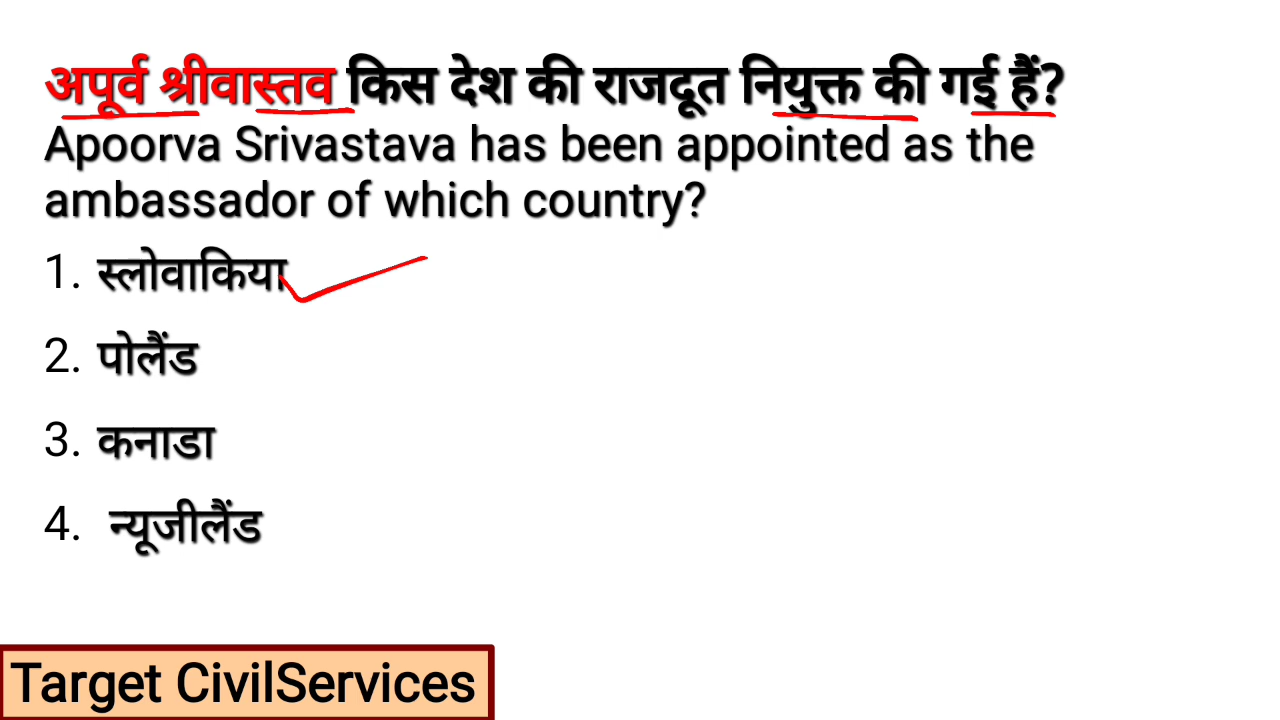 अपूर्व श्रीवास्तव किस देश की राजदूत नियुक्त की गई हैं?
Apoorva Srivastava has been appointed as the
ambassador of which country?
1. स्लोवाकिया
2. पोलैंड
3. कनाडा
4. न्यूजीलैंड
Target CivilServices